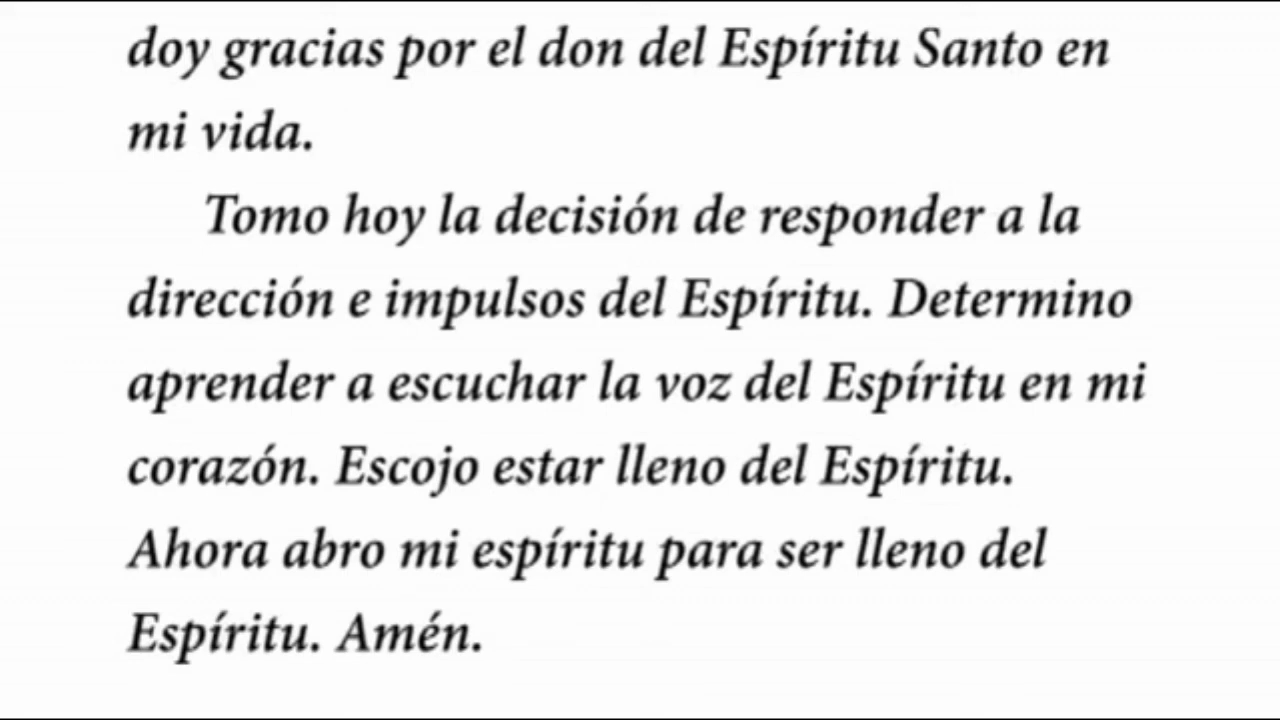 doy gracias por el don del Espíritu Santo en
mi vida.
Tomo hoy la decisión de responder a la
dirección e impulsos del Espíritu. Determino
aprender a escuchar la voz del Espíritu en mi
corazón. Escojo estar lleno del Espíritu.
Ahora abro mi espíritu para ser lleno del
Espíritu. Amén.